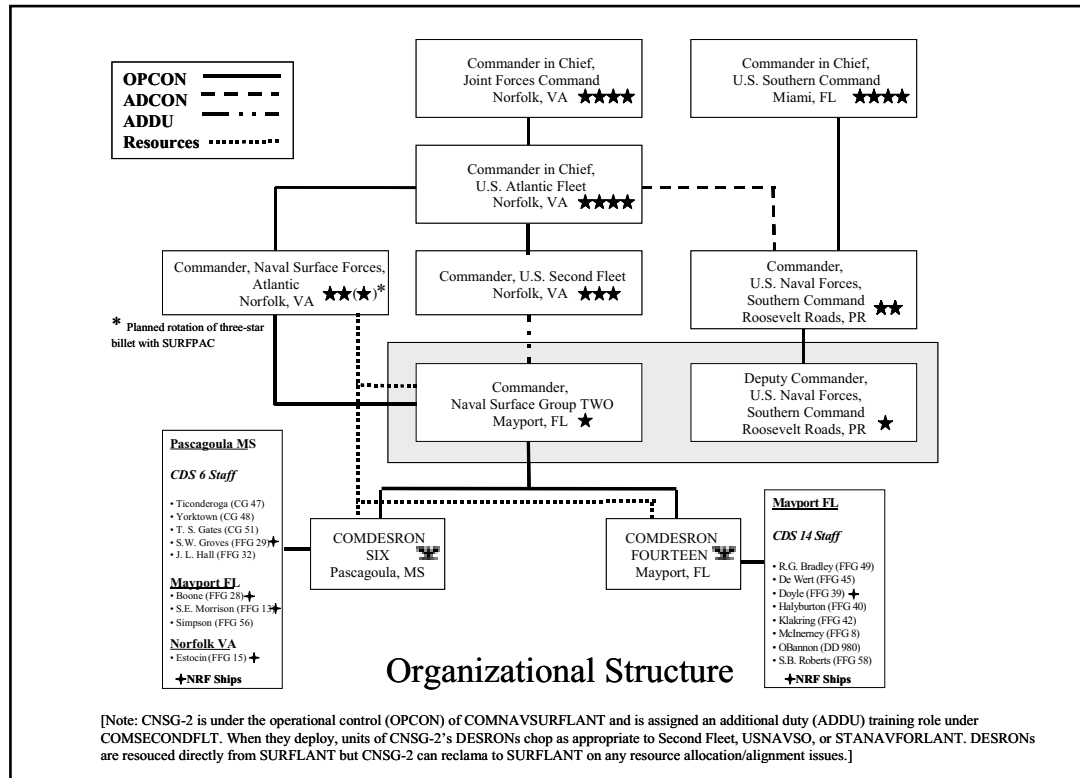 OPCON
ADCON
ADDU
Resources
Commander in Chief,
Joint Forces Command
Norfolk, VA
Commander in Chief,
U.S. Southern Command
Miami, FL
Commander in Chief,
U.S. Atlantic Fleet
Norfolk, VA
Commander, Naval Surface Forces,
Atlantic
Norfolk, VA ( )*
* Planned rotation of three-star
billet with SURFPAC
Commander, U.S. Second Fleet
Norfolk, VA
Commander,
U.S. Naval Forces,
Southern Command
Roosevelt Roads, PR
Commander,
Naval Surface Group TWO
Mayport, FL
Deputy Commander,
U.S. Naval Forces,
Southern Command
Roosevelt Roads, PR
Pascagoula MS
CDS 6 Staff
• Ticonderoga (CG 47)
• Yorktown (CG 48)
• T. S. Gates (CG 51)
• S.W. Groves (FFG 29)
• J. L. Hall (FFG 32)
Mayport FL
• Boone (FFG 28)
• S.E. Morrison (FFG 13)
• Simpson (FFG 56)
Norfolk VA
• Estocin (FFG 15)
NRF Ships
COMDESRON
SIX
Pascagoula, MS
COMDESRON
FOURTEEN
Mayport, FL
Mayport FL
CDS 14 Staff
• R.G. Bradley (FFG 49)
• De Wert (FFG 45)
• Doyle (FFG 39)
• Halyburton (FFG 40)
• Klakring (FFG 42)
• McInerney (FFG 8)
• OBannon (DD 980)
• S.B. Roberts (FFG 58)
NRF Ships
Organizational Structure
[Note: CNSG-2 is under the operational control (OPCON) of COMNAVSURFLANT and is assigned an additional duty (ADDU) training role under
COMSECONDFLT. When they deploy, units of CNSG-2's DESRONs chop as appropriate to Second Fleet, USNAVSO, or STANAVFORLANT. DESRONs
are resouced directly from SURFLANT but CNSG-2 can reclama to SURFLANT on any resource allocation/alignment issues.]